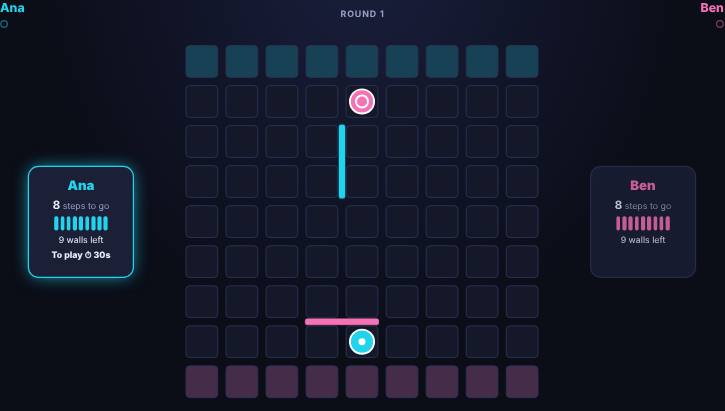 Ana
ROUND 1
Ben
Ana
8 steps to go
9 walls left
To play ⏱ 30s
Ben
8 steps to go
9 walls left